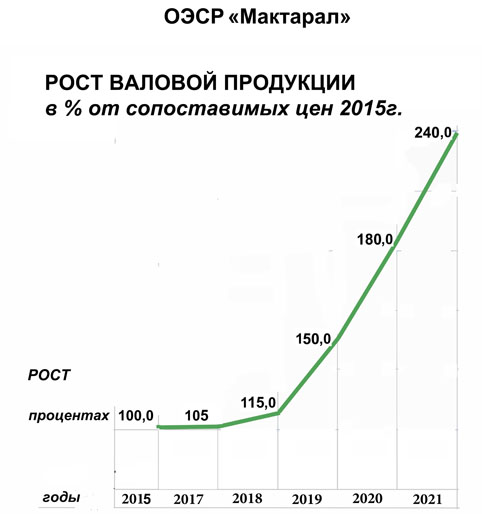 ОЭСР «Мактарал»
РОСТ ВАЛОВОЙ ПРОДУКЦИИ
в % от сопоставимых цен 2015г.
240,0
180,0
150,0
РОСТ
115,0
процентах 100,0 105
годы 2015 2017 2018 2019 2020 2021